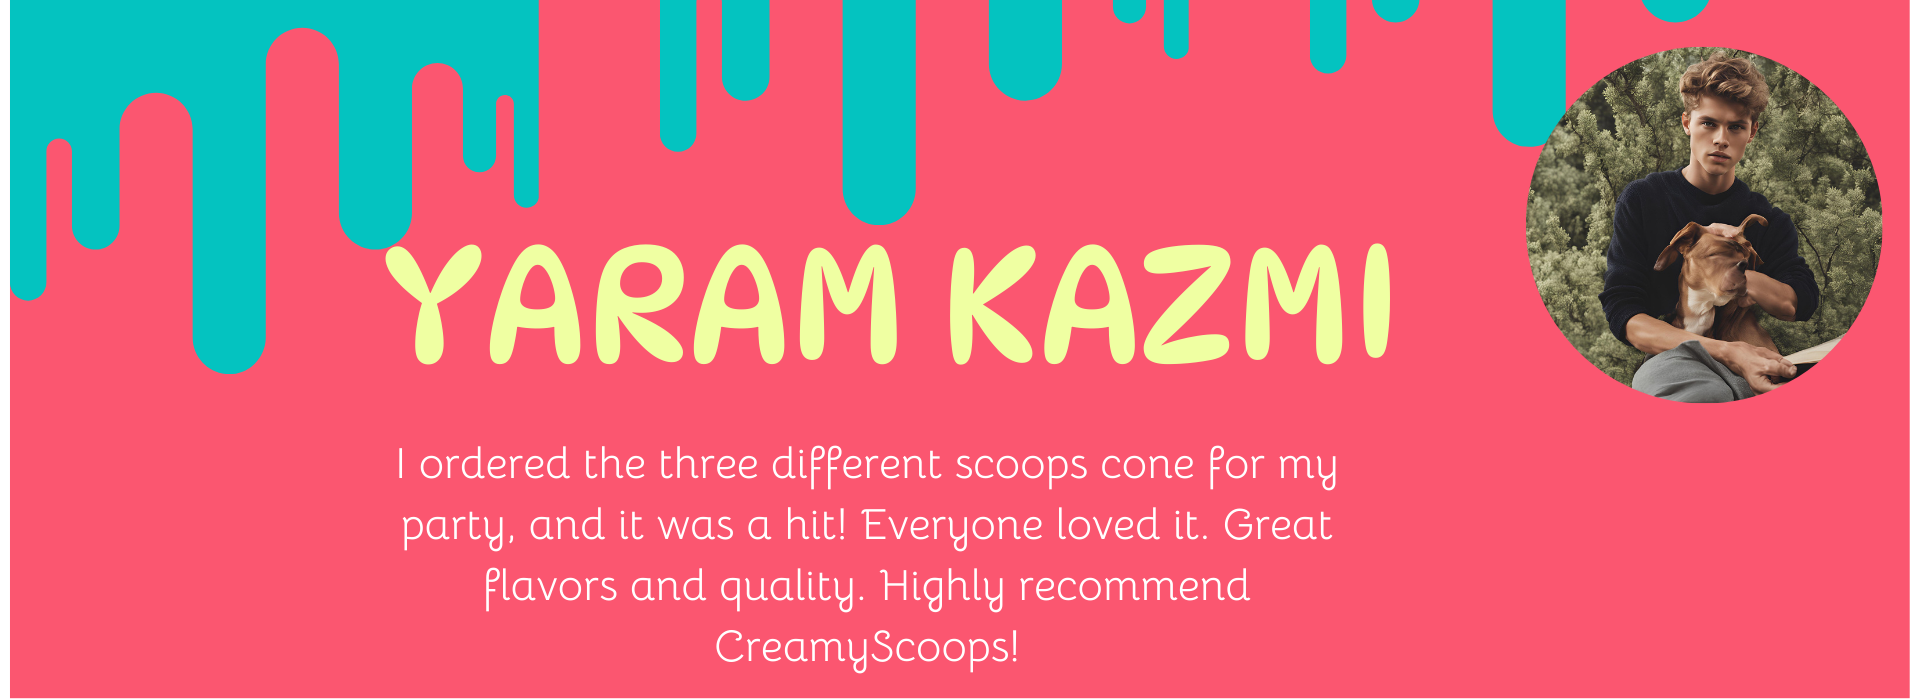 YARAM KAZMI
I ordered the three different scoops cone for my
party, and it was a hit! Everyone loved it. Great
flavors and quality. Highly recommend
CreamyScoops!